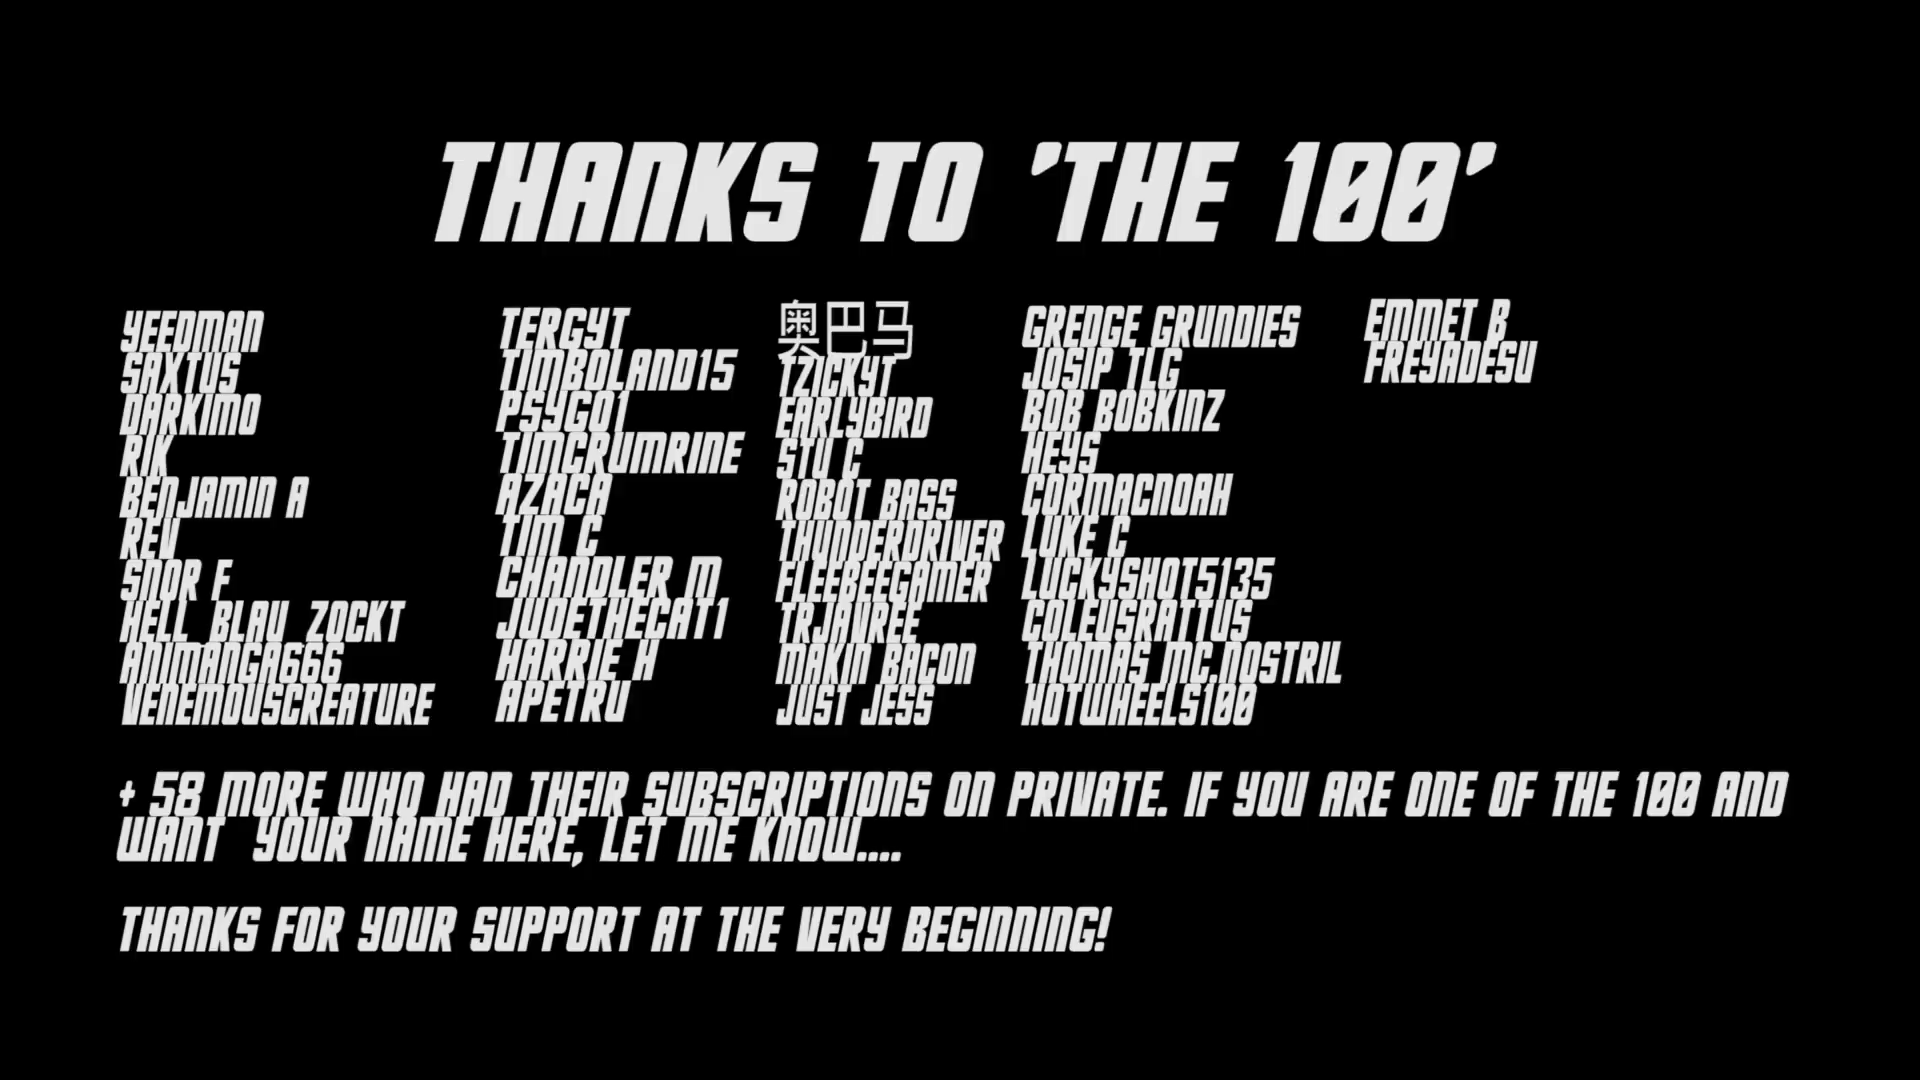 THANKS TO 'THE 100'
YEEDMAN
SAXTUS
DARKIMO
RIK
BENJAMIN A
REV
SNOR F
HELL_BLAU_ZOCKT
ANIMANGA666
VENEMOUSCREATURE
TERGYT
TIMBOLAND15
PSYGO1
TIMCRUMRINE
AZACA
TIM C
CHANDLER M
JUDETHECAT1
HARRIE H
APETRU
奥巴马
TZICKYT
EARLYBIRD
STU C
ROBOT BASS
THUNDERDRIVER
FLEEBEEGAMER
TRJAVREE
MAKIN BACON
JUST JESS
GREDGE GRUNDIES
JOSIP TLG
BOB BOBKINZ
HEYS
CORMACNOAH
LUKE C
LUCKYSHOT5135
COLEUSRATTUS
THOMAS MC.NOSTRIL
HOTWHEELS100
EMMET B
FREYADESU
+ 58 MORE WHO HAD THEIR SUBSCRIPTIONS ON PRIVATE. IF YOU ARE ONE OF THE 100 AND
WANT YOUR NAME HERE, LET ME KNOW....
THANKS FOR YOUR SUPPORT AT THE VERY BEGINNING!